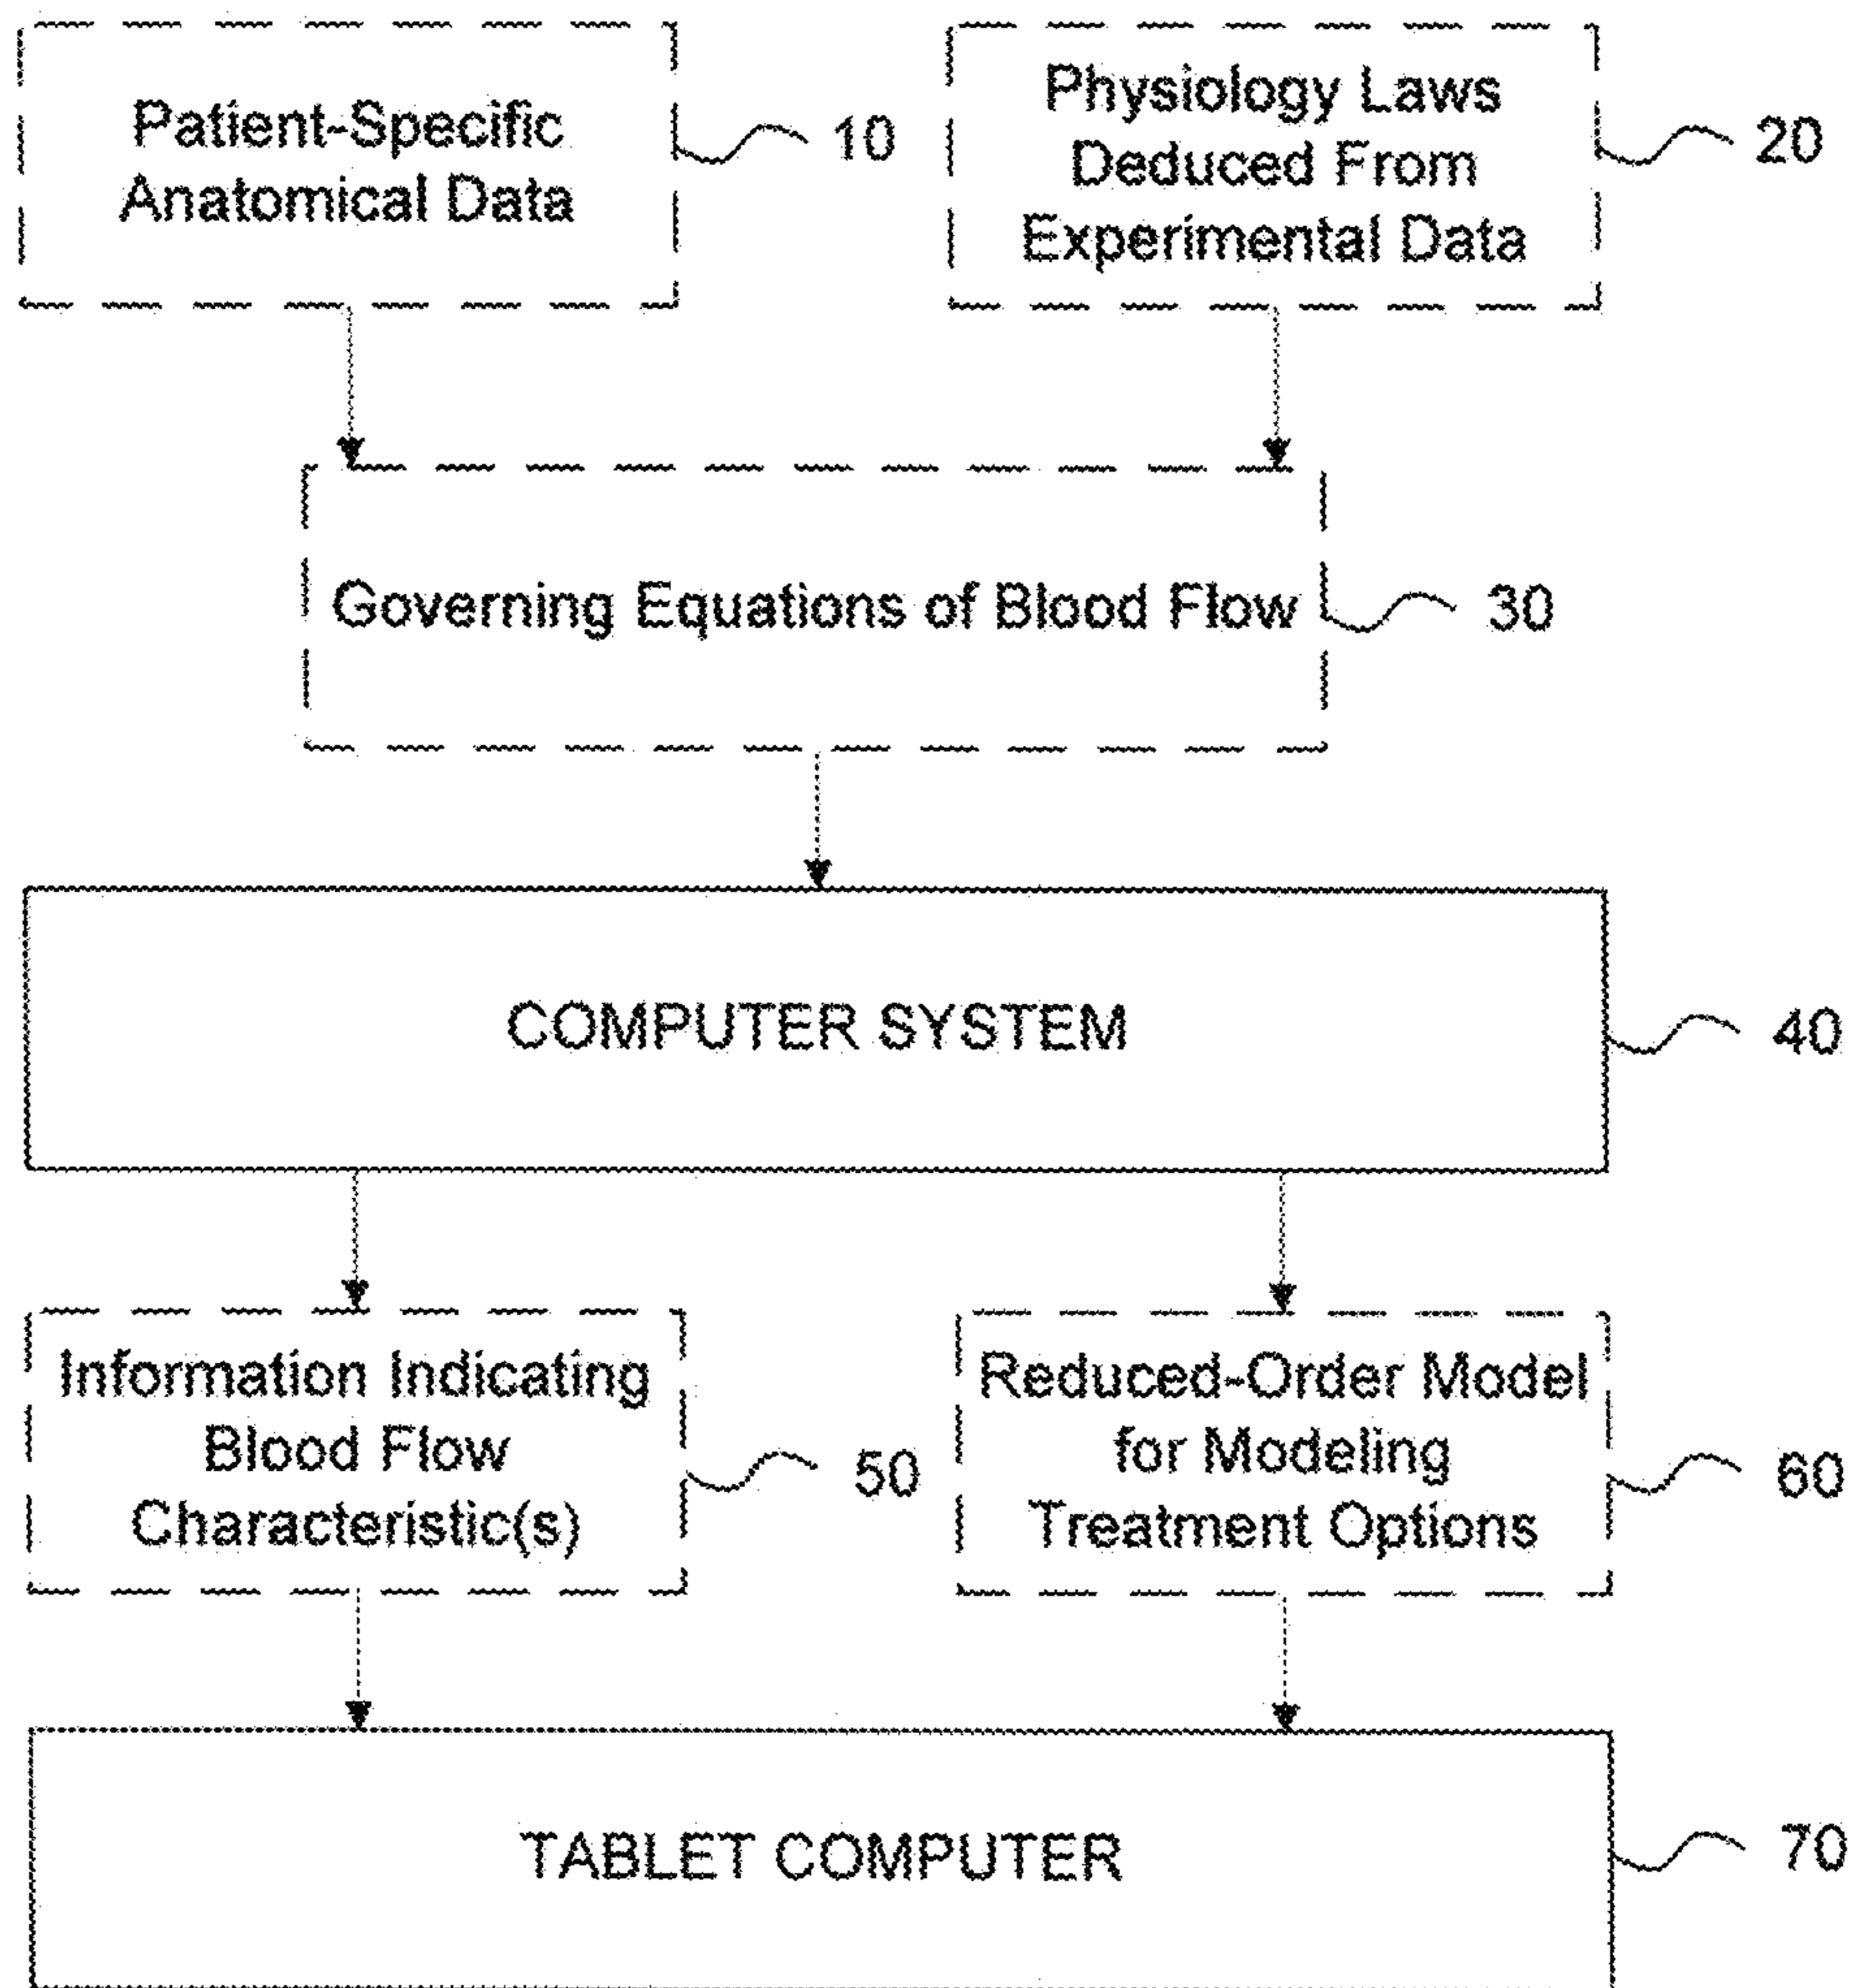 Patient-Specific
Anatomical Data
10
Physiology Laws
Deduced From
Experimental Data
20
Governing Equations of Blood Flow
30
COMPUTER SYSTEM
40
Information Indicating
Blood Flow
Characteristic(s)
50
Reduced-Order Model
for Modeling
Treatment Options
60
TABLET COMPUTER
70